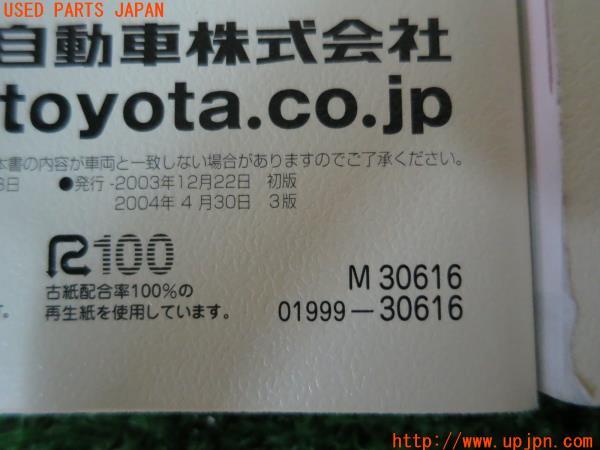 USED PARTS JAPAN
自動車株式会社
toyota.co.jp
本書の内容が車両と一致しない場合がありますのでご了承ください。
8日 ●発行-2003年12月22日 初版
2004年 4月30日 3版
R100
古紙配合率100%の
再生紙を使用しています。
す。
M 30616
01999-30616
http://www.upjpn.com/